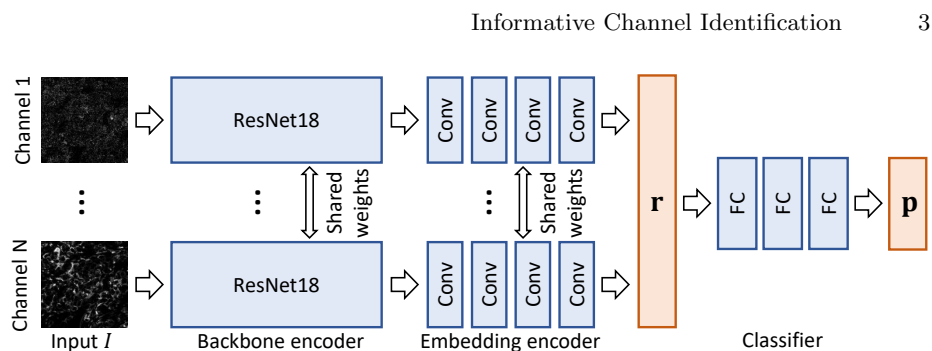 Informative Channel Identification 3
Channel 1
ResNet18
Conv
Conv
Conv
Conv
...
...
Shared
weights
...
Shared
weights
r
FC
FC
FC
p
Channel N
ResNet18
Conv
Conv
Conv
Conv
Input I
Backbone encoder
Embedding encoder
Classifier